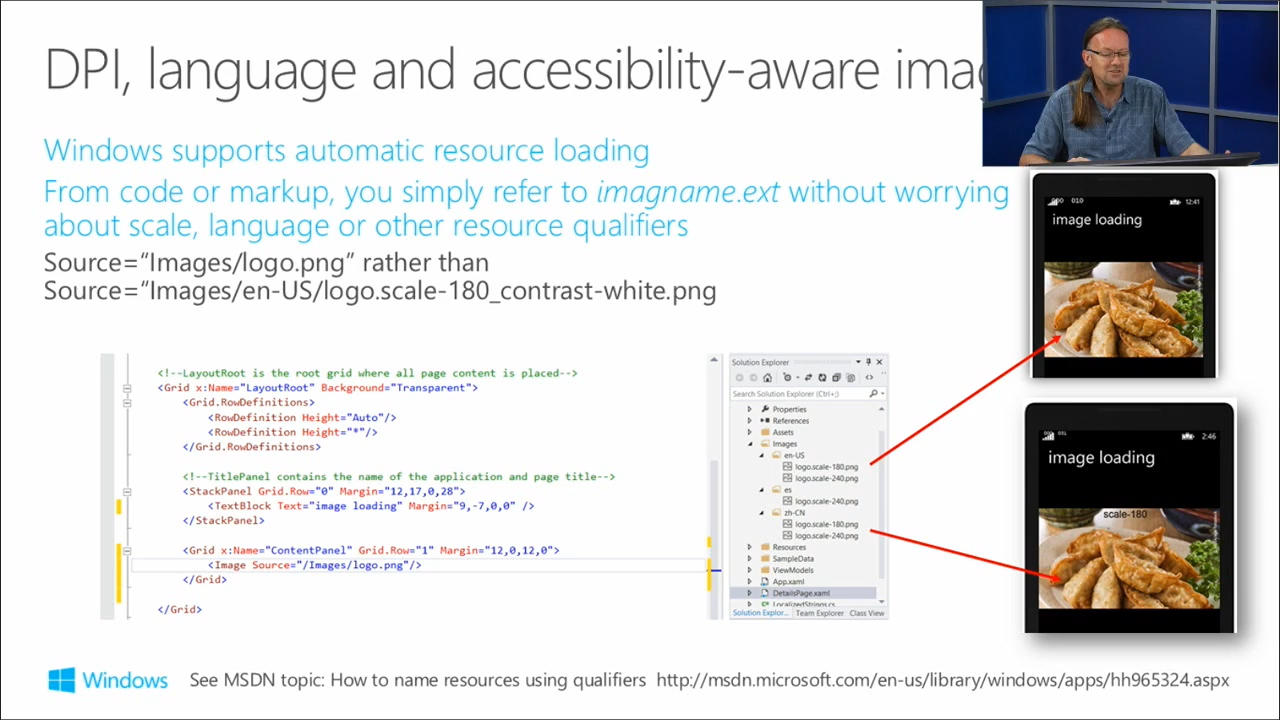 DPI, language and accessibility-aware imag
Windows supports automatic resource loading
From code or markup, you simply refer to imagname.ext without worrying
about scale, language or other resource qualifiers
Source=“Images/logo.png” rather than
Source=“Images/en-US/logo.scale-180_contrast-white.png
<!--LayoutRoot is the root grid where all page content is placed-->
<Grid x:Name="LayoutRoot" Background="Transparent">
<Grid.RowDefinitions>
<RowDefinition Height="Auto"/>
<RowDefinition Height="*"/>
</Grid.RowDefinitions>
<!--TitlePanel contains the name of the application and page title-->
<StackPanel Grid.Row="0" Margin="12,17,0,28">
<TextBlock Text="image loading" Margin="9,-7,0,0" />
</StackPanel>
<Grid x:Name="ContentPanel" Grid.Row="1" Margin="12,0,12,0">
<Image Source="/Images/logo.png"/>
</Grid>
</Grid>
Solution Explorer
Search Solution Explorer (Ctrl+;)
Properties
References
Assets
Images
en-US
logo.scale-180.png
logo.scale-240.png
es
logo.scale-240.png
zh-CN
logo.scale-180.png
logo.scale-240.png
Resources
SampleData
ViewModels
App.xaml
DetailsPage.xaml
LocalizedStrings.cs
Solution Explor... Team Explorer Class View
12:41
image loading
2:46
image loading
scale-180
Windows
See MSDN topic: How to name resources using qualifiers http://msdn.microsoft.com/en-us/library/windows/apps/hh965324.aspx